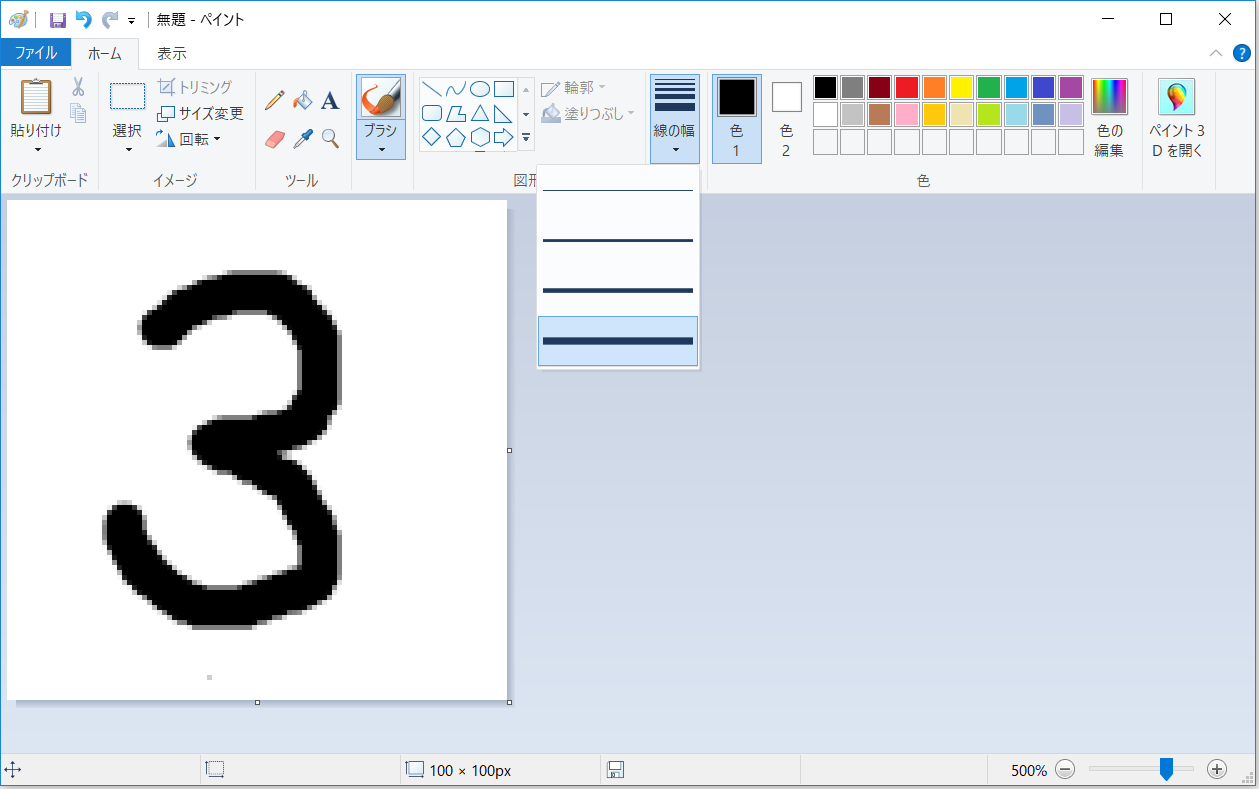 無題 - ペイント
ファイル ホーム 表示
?
貼り付け
クリップボード
選択
トリミング
サイズ変更
回転
イメージ
A
ツール
ブラシ
図形
輪郭
塗りつぶし
線の幅
色
1
色
2
色の
編集
色
ペイント 3
D を開く
3
100 × 100px
500%